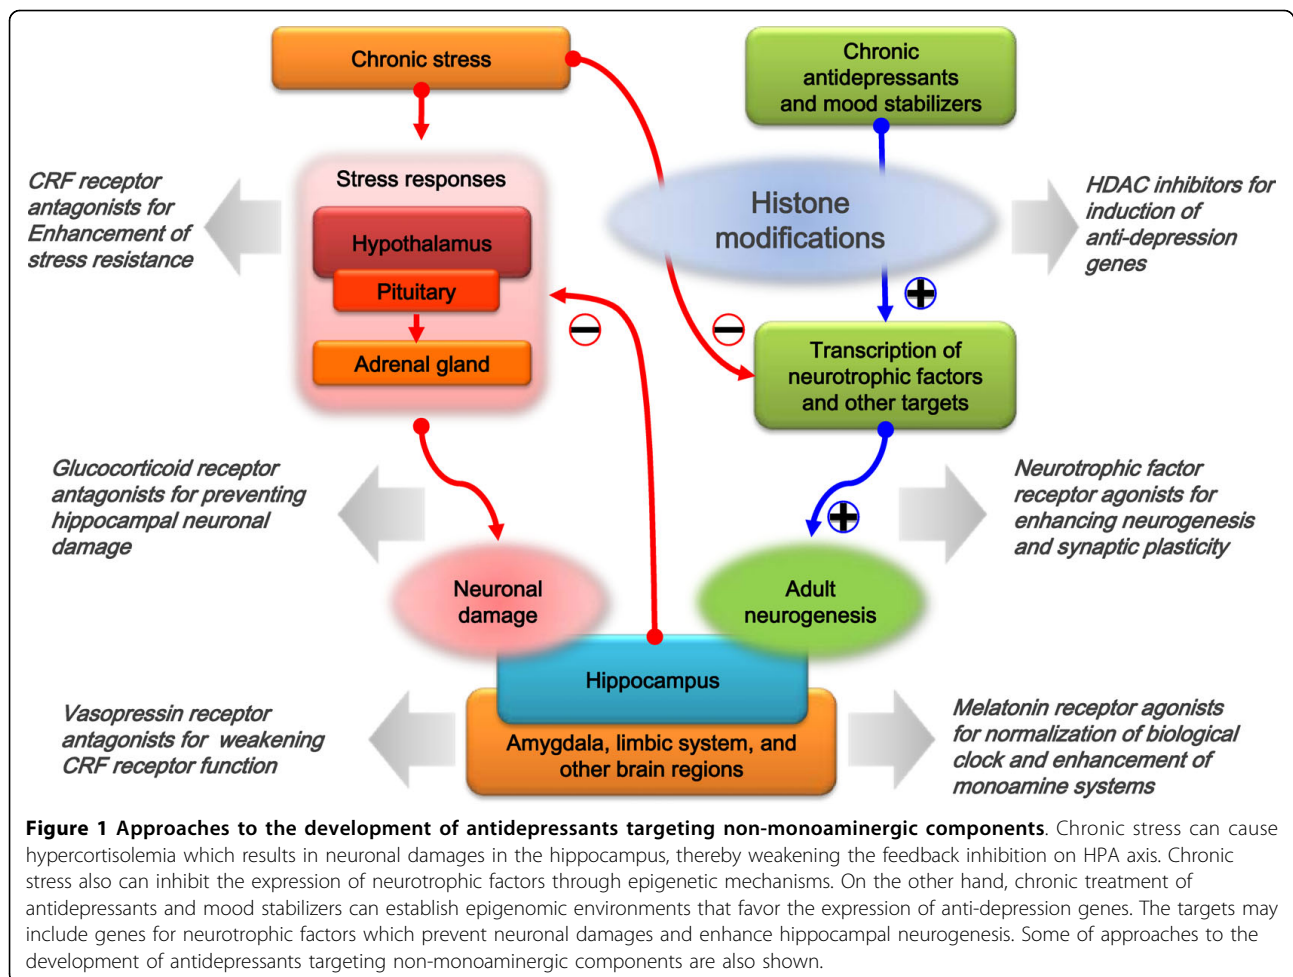 Chronic stress
Chronic
antidepressants
and mood stabilizers
CRF receptor
antagonists for
Enhancement of
stress resistance
Stress responses
Hypothalamus
Pituitary
Adrenal gland
Histone
modifications
HDAC inhibitors for
induction of
anti-depression
genes
Transcription of
neurotrophic factors
and other targets
Glucocorticoid receptor
antagonists for preventing
hippocampal neuronal
damage
Neurotrophic factor
receptor agonists for
enhancing neurogenesis
and synaptic plasticity
Neuronal
damage
Adult
neurogenesis
Hippocampus
Amygdala, limbic system, and
other brain regions
Vasopressin receptor
antagonists for weakening
CRF receptor function
Melatonin receptor agonists
for normalization of biological
clock and enhancement of
monoamine systems
Figure 1 Approaches to the development of antidepressants targeting non-monoaminergic components. Chronic stress can cause
hypercortisolemia which results in neuronal damages in the hippocampus, thereby weakening the feedback inhibition on HPA axis. Chronic
stress also can inhibit the expression of neurotrophic factors through epigenetic mechanisms. On the other hand, chronic treatment of
antidepressants and mood stabilizers can establish epigenomic environments that favor the expression of anti-depression genes. The targets may
include genes for neurotrophic factors which prevent neuronal damages and enhance hippocampal neurogenesis. Some of approaches to the
development of antidepressants targeting non-monoaminergic components are also shown.